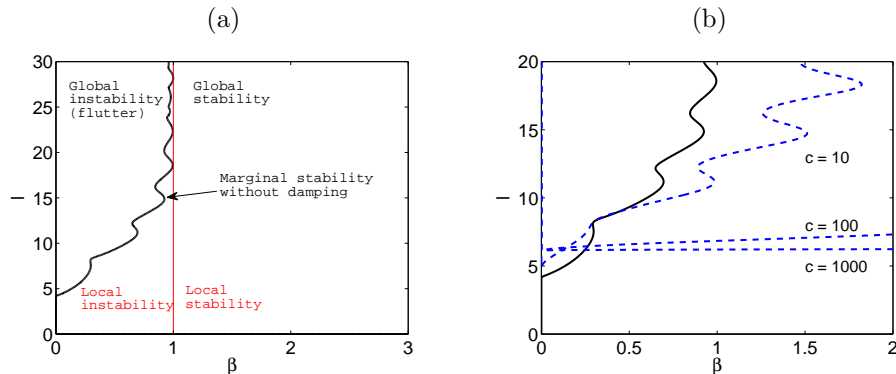 (a)
30
25
20
15
10
5
0
l
Global
instability
(flutter)
Global
stability
Marginal stability
without damping
Local
instability
Local
stability
0
1
2
3
β
(b)
20
15
10
5
0
l
c = 10
c = 100
c = 1000
0
0.5
1
1.5
2
β